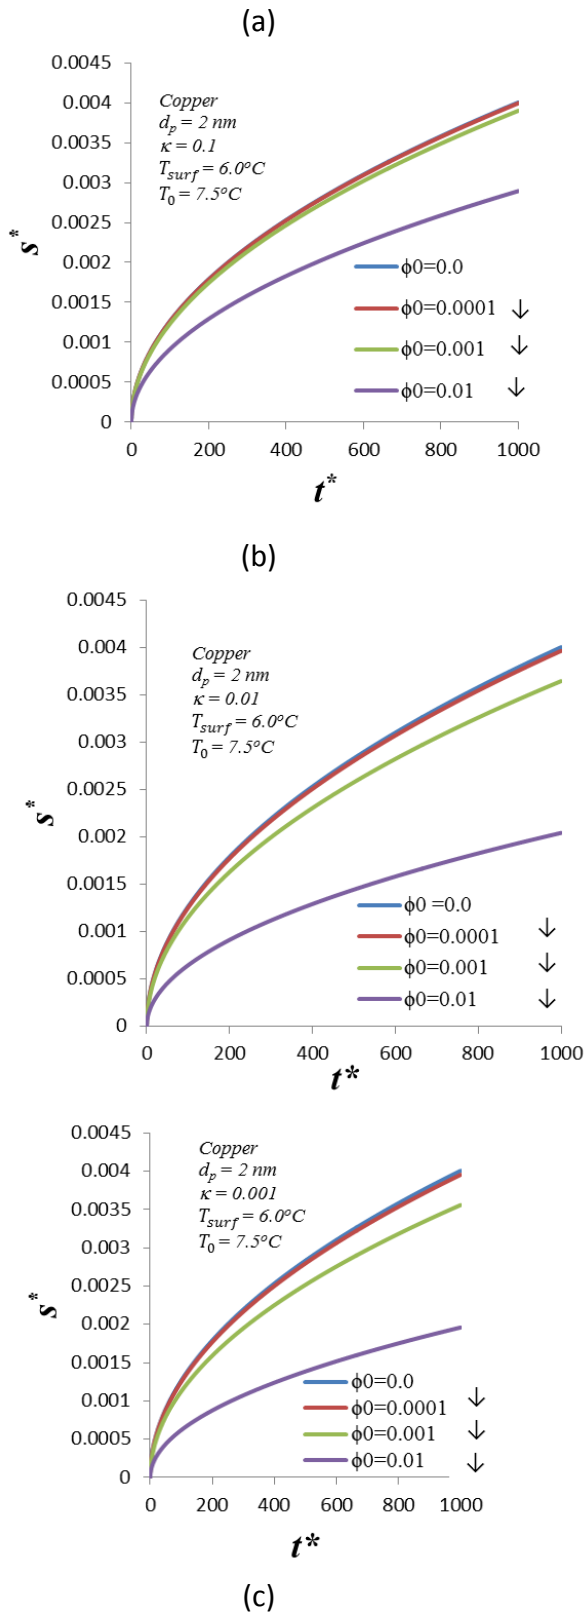 (a)
0.0045
0.004
0.0035
0.003
0.0025
0.002
0.0015
0.001
0.0005
0
s*
Copper
dp = 2 nm
κ = 0.1
Tsurf = 6.0°C
T0 = 7.5°C
ϕ0=0.0
ϕ0=0.0001 ↓
ϕ0=0.001 ↓
ϕ0=0.01 ↓
0 200 400 600 800 1000
t*
(b)
0.0045
0.004
0.0035
0.003
0.0025
0.002
0.0015
0.001
0.0005
0
s*
Copper
dp = 2 nm
κ = 0.01
Tsurf = 6.0°C
T0 = 7.5°C
ϕ0 =0.0
ϕ0=0.0001 ↓
ϕ0=0.001 ↓
ϕ0=0.01 ↓
0 200 400 600 800 1000
t*
0.0045
0.004
0.0035
0.003
0.0025
0.002
0.0015
0.001
0.0005
0
s*
Copper
dp = 2 nm
κ = 0.001
Tsurf = 6.0°C
T0 = 7.5°C
ϕ0=0.0
ϕ0=0.0001 ↓
ϕ0=0.001 ↓
ϕ0=0.01 ↓
0 200 400 600 800 1000
t*
(c)